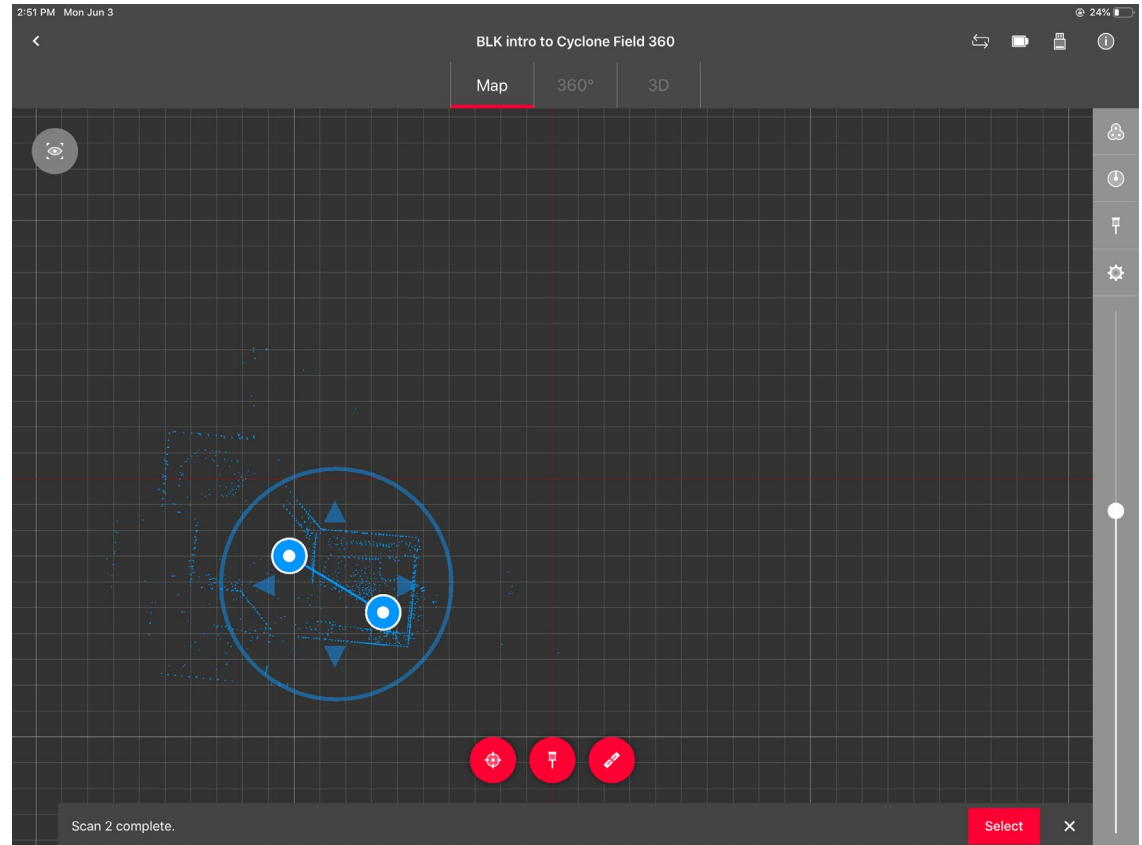 2:51 PM Mon Jun 3
24%
BLK intro to Cyclone Field 360
Map
360°
3D
Scan 2 complete.
Select